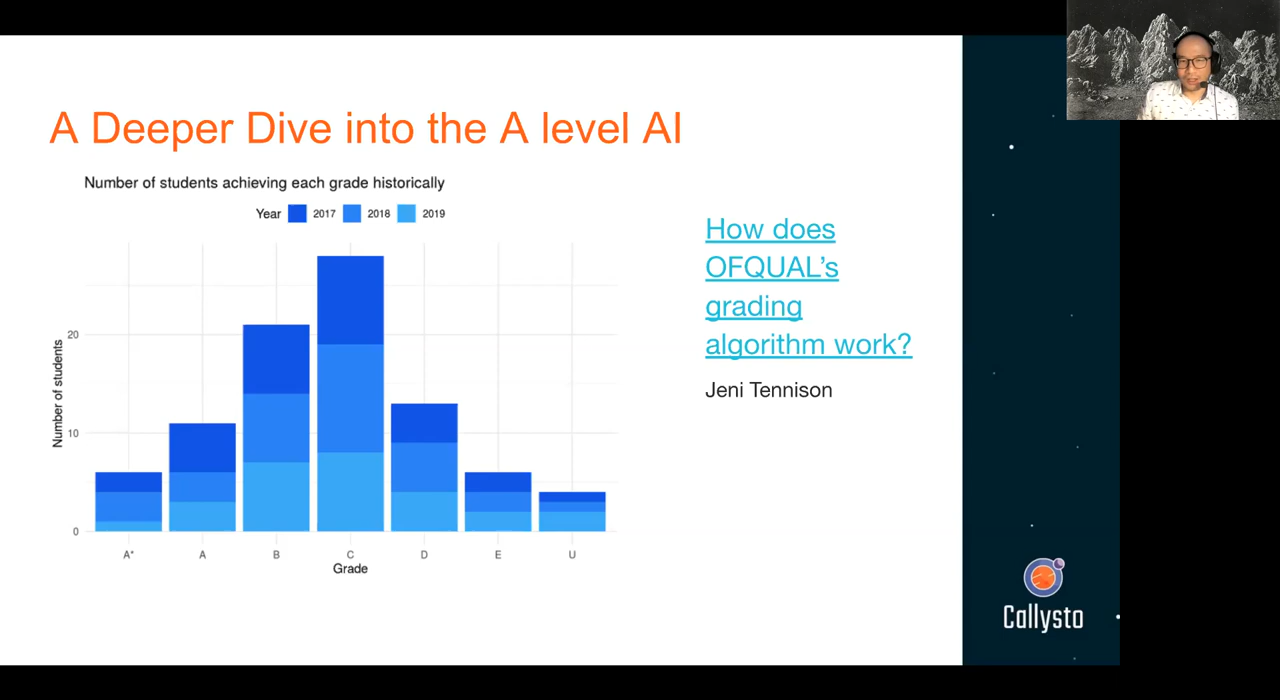 A Deeper Dive into the A level AI
Number of students achieving each grade historically
Year 2017 2018 2019
Number of students
20
10
0
A* A B C D E U
Grade
How does
OFQUAL’s
grading
algorithm work?
Jeni Tennison
Callysto